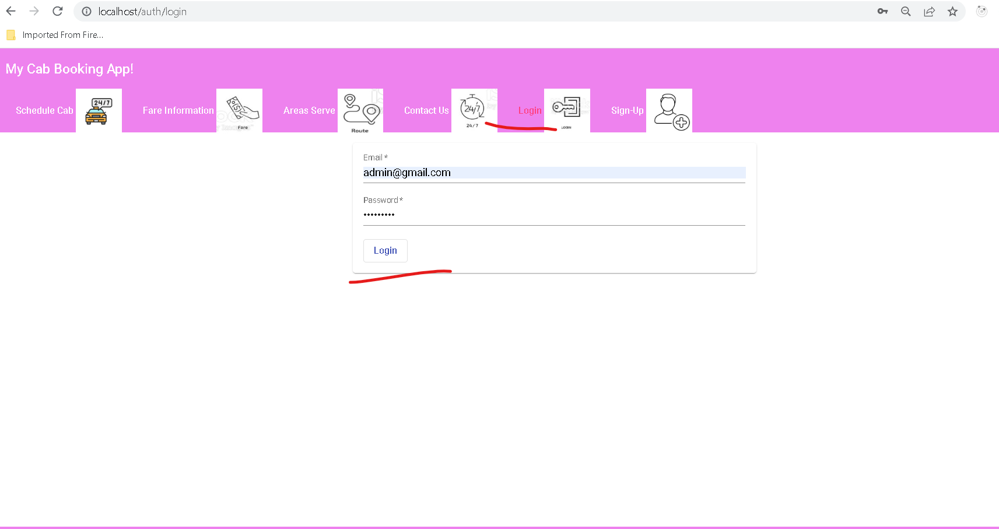 localhost/auth/login
Imported From Fire...
My Cab Booking App!
Schedule Cab
24/7
Fare Information
Fare
Areas Serve
Route
Contact Us
24/7
24/7
Login
LOGIN
Sign-Up
Email *
admin@gmail.com
Password *
•••••••••
Login